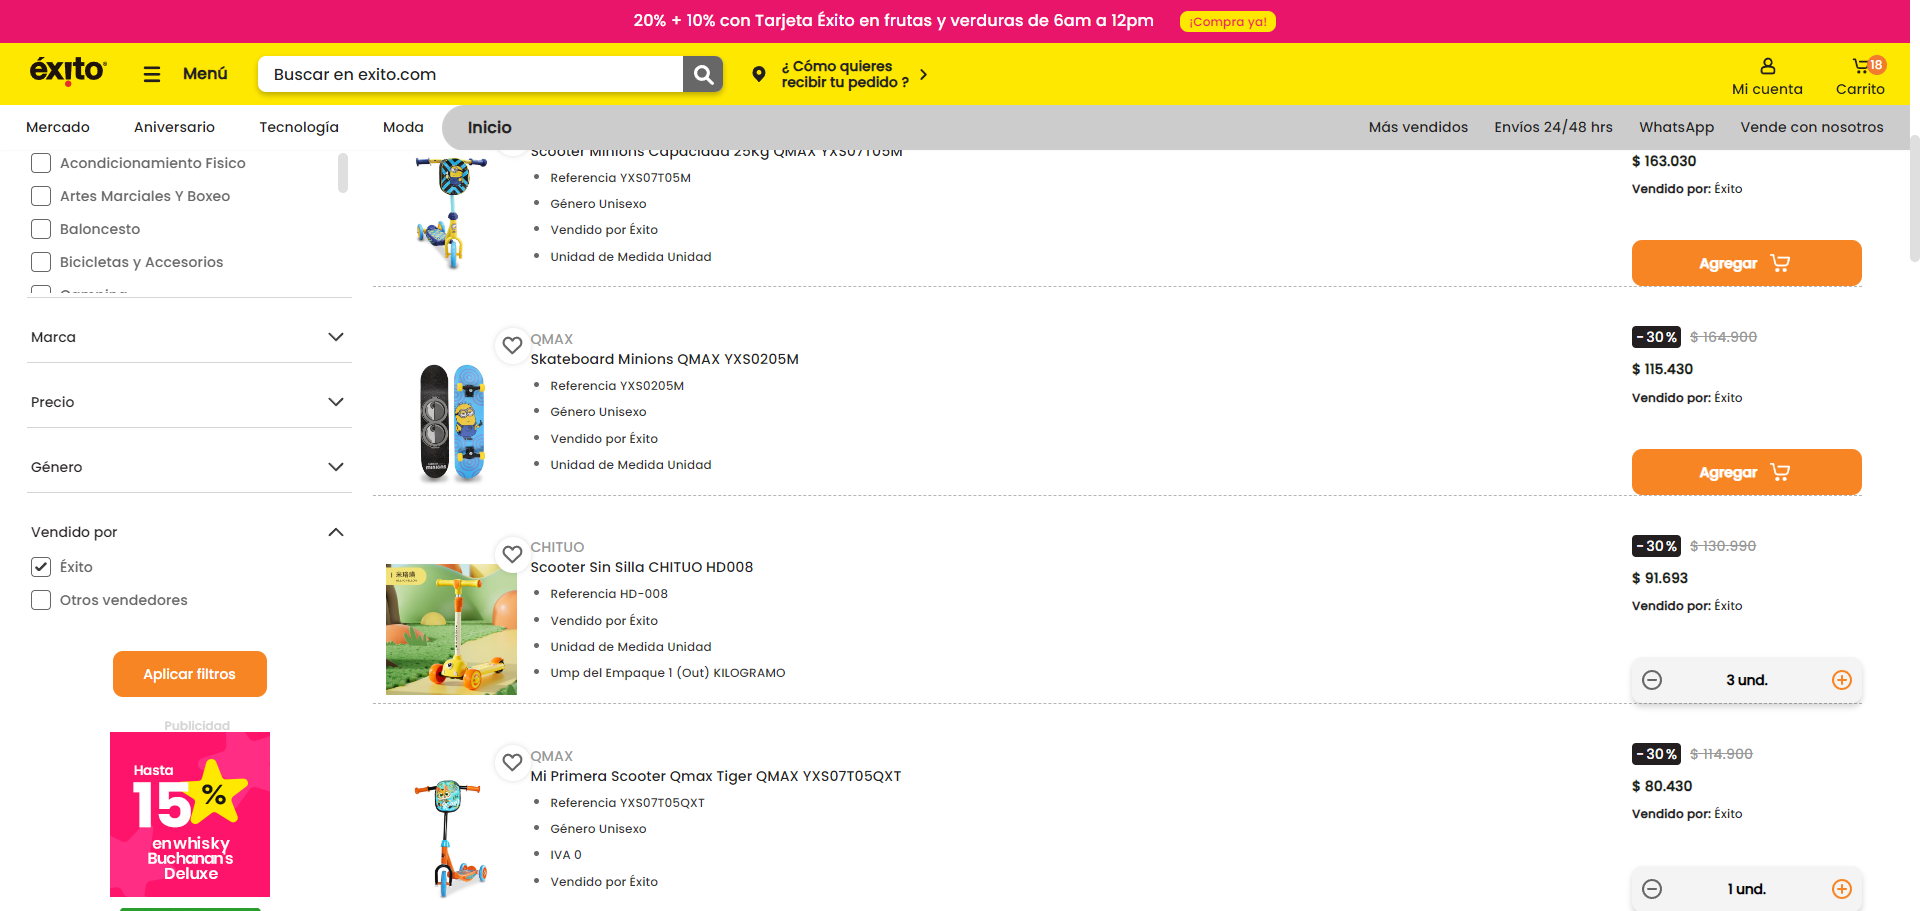 20% + 10% con Tarjeta Éxito en frutas y verduras de 6am a 12pm
¡Compra ya!
éxito
Menú
Buscar en exito.com
¿ Cómo quieres
recibir tu pedido ?
Mi cuenta
18
Carrito
Mercado
Aniversario
Tecnología
Moda
Inicio
Más vendidos
Envíos 24/48 hrs
WhatsApp
Vende con nosotros
Acondicionamiento Fisico
Artes Marciales Y Boxeo
Baloncesto
Bicicletas y Accesorios
Camping
Marca
Precio
Género
Vendido por
Éxito
Otros vendedores
Aplicar filtros
Publicidad
Hasta
15%
en whisky
Buchanan's
Deluxe
Scooter Minions Capacidad 25Kg QMAX YXS07T05M
Referencia YXS07T05M
Género Unisexo
Vendido por Éxito
Unidad de Medida Unidad
$ 163.030
Vendido por: Éxito
Agregar
QMAX
Skateboard Minions QMAX YXS0205M
Referencia YXS0205M
Género Unisexo
Vendido por Éxito
Unidad de Medida Unidad
-30% $ 164.900
$ 115.430
Vendido por: Éxito
Agregar
CHITUO
Scooter Sin Silla CHITUO HD008
Referencia HD-008
Vendido por Éxito
Unidad de Medida Unidad
Ump del Empaque 1 (Out) KILOGRAMO
-30% $ 130.990
$ 91.693
Vendido por: Éxito
3 und.
QMAX
Mi Primera Scooter Qmax Tiger QMAX YXS07T05QXT
Referencia YXS07T05QXT
Género Unisexo
IVA 0
Vendido por Éxito
-30% $ 114.900
$ 80.430
Vendido por: Éxito
1 und.